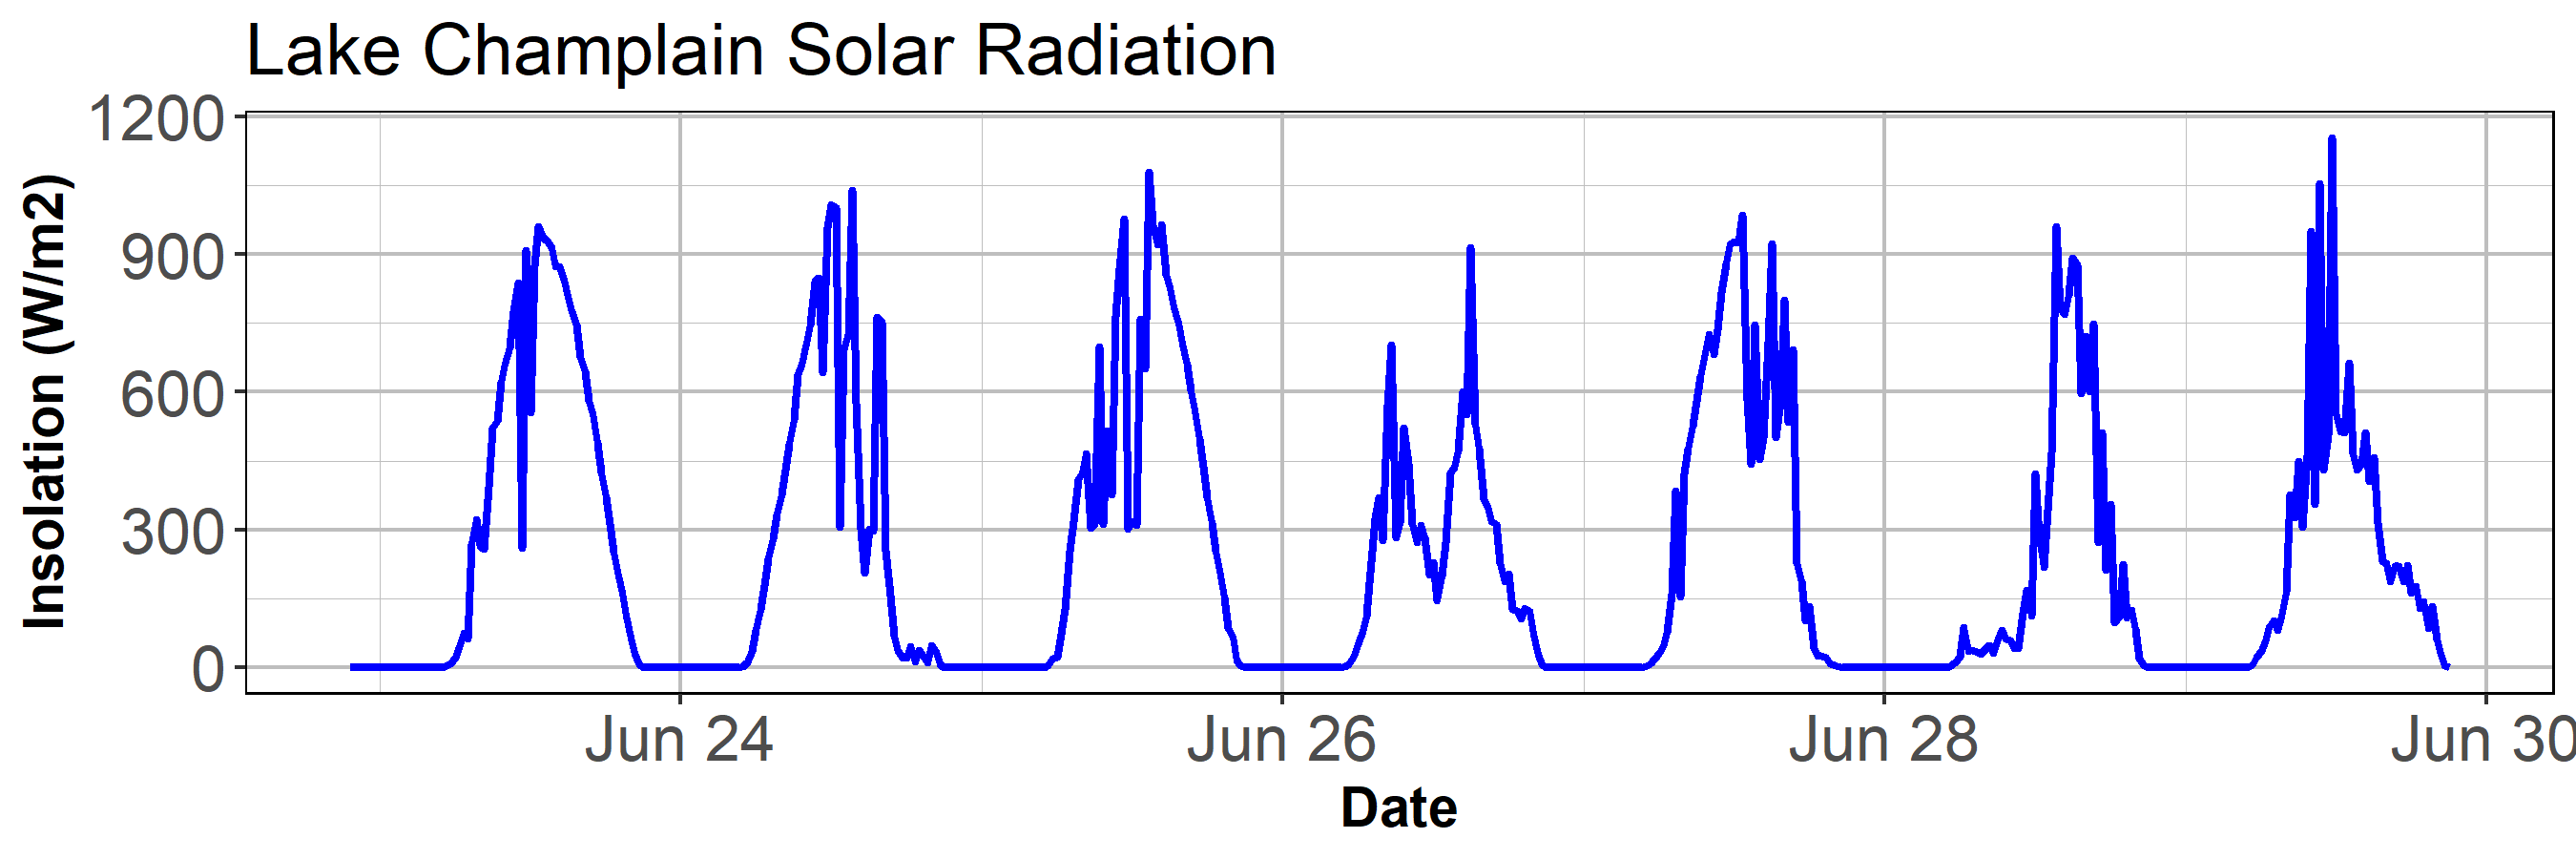 Lake Champlain Solar Radiation
1200
900
600
300
0
Insolation (W/m2)
Jun 24 Jun 26 Jun 28 Jun 30
Date